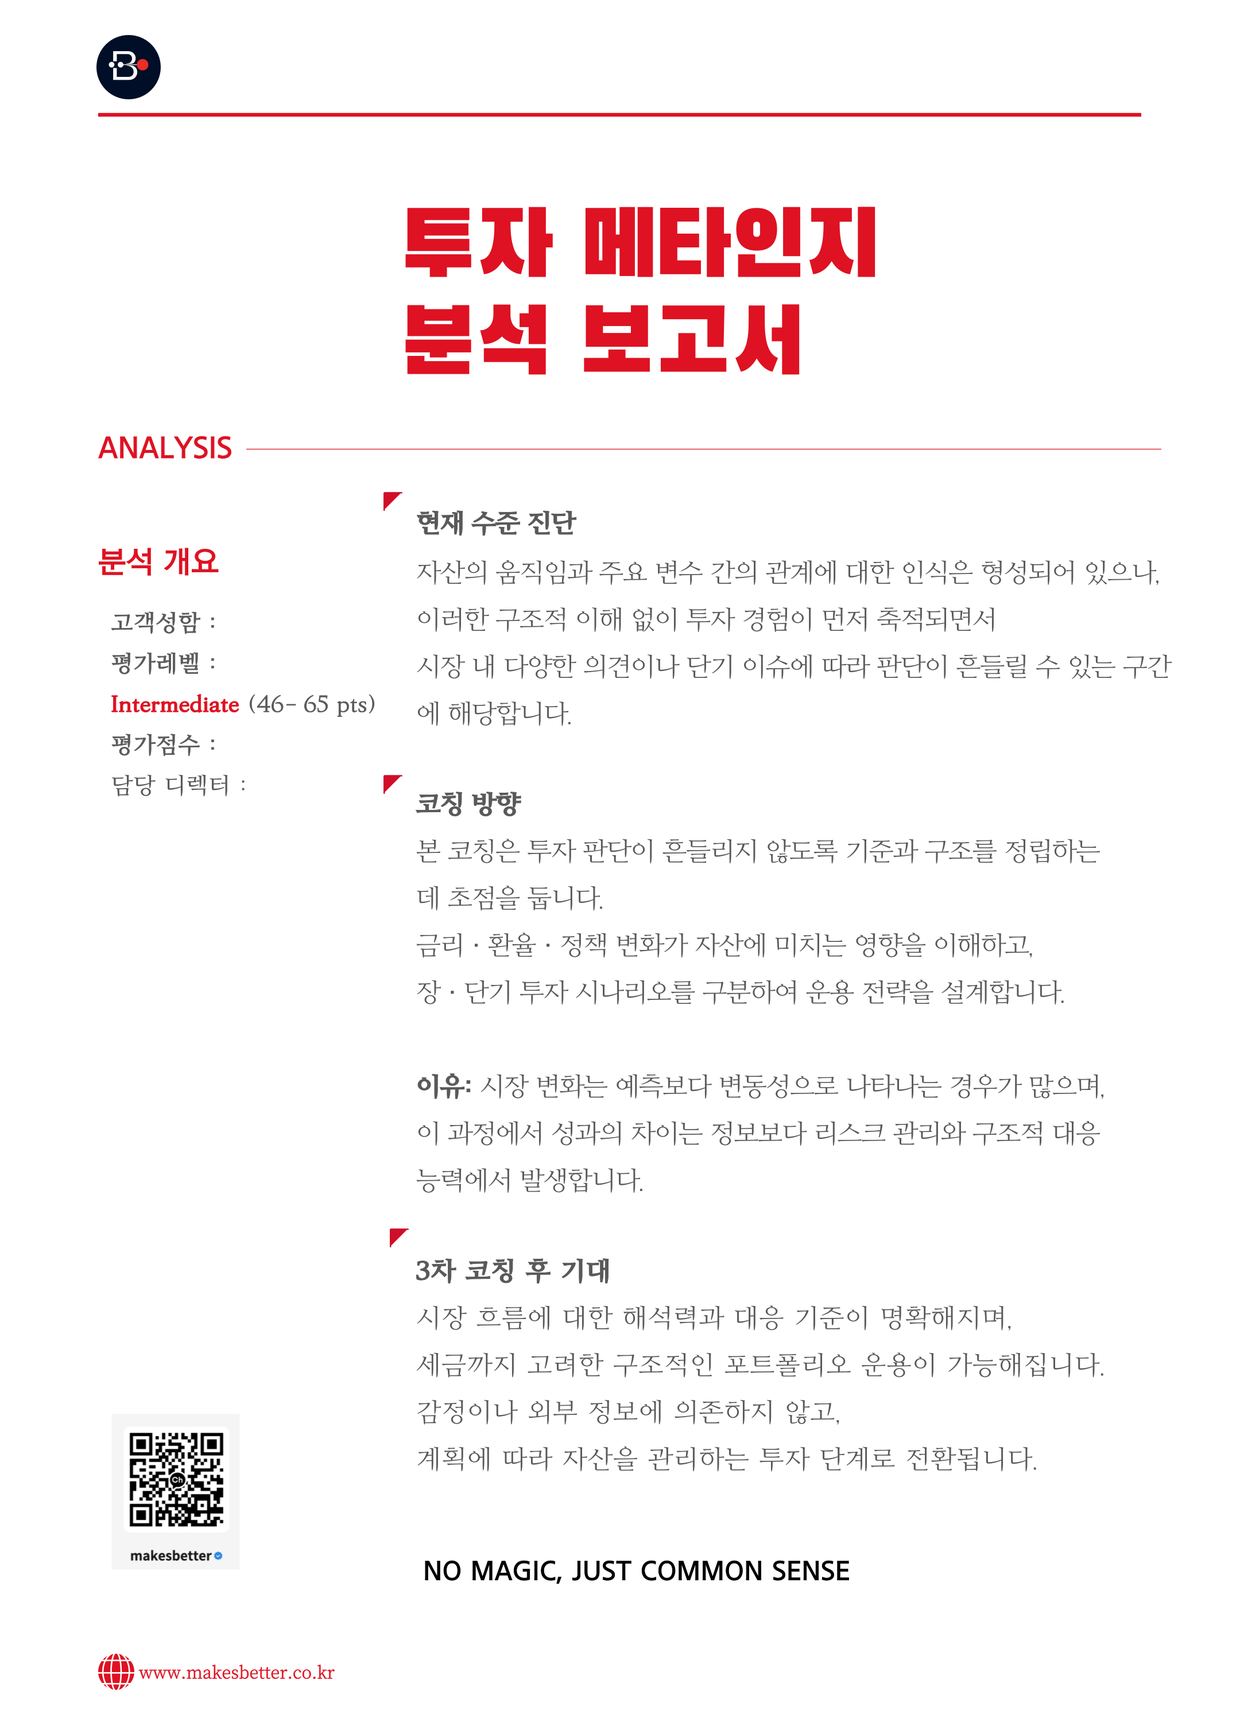 B
투자 메타인지
분석 보고서
ANALYSIS
분석 개요
고객성함 :
평가레벨 :
Intermediate (46- 65 pts)
평가점수 :
담당 디렉터 :
현재 수준 진단
자산의 움직임과 주요 변수 간의 관계에 대한 인식은 형성되어 있으나,
이러한 구조적 이해 없이 투자 경험이 먼저 축적되면서
시장 내 다양한 의견이나 단기 이슈에 따라 판단이 흔들릴 수 있는 구간
에 해당합니다.
코칭 방향
본 코칭은 투자 판단이 흔들리지 않도록 기준과 구조를 정립하는
데 초점을 둡니다.
금리 · 환율 · 정책 변화가 자산에 미치는 영향을 이해하고,
장 · 단기 투자 시나리오를 구분하여 운용 전략을 설계합니다.
이유: 시장 변화는 예측보다 변동성으로 나타나는 경우가 많으며,
이 과정에서 성과의 차이는 정보보다 리스크 관리와 구조적 대응
능력에서 발생합니다.
3차 코칭 후 기대
시장 흐름에 대한 해석력과 대응 기준이 명확해지며,
세금까지 고려한 구조적인 포트폴리오 운용이 가능해집니다.
감정이나 외부 정보에 의존하지 않고,
계획에 따라 자산을 관리하는 투자 단계로 전환됩니다.
Ch
makesbetter
NO MAGIC, JUST COMMON SENSE
www.makesbetter.co.kr